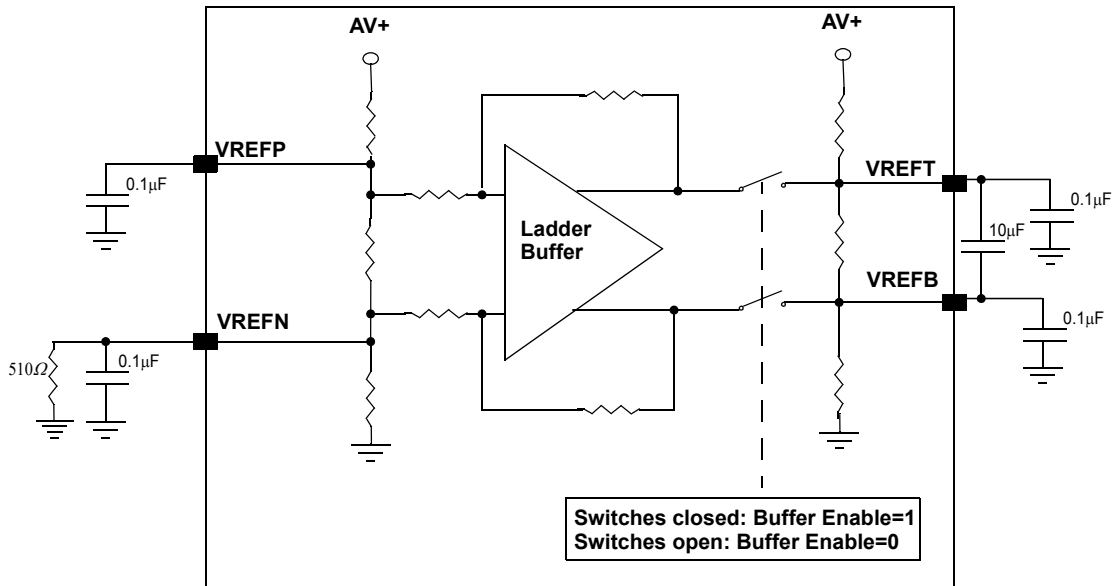 AV+
AV+
VREFP
0.1μF
VREFT
0.1μF
Ladder
Buffer
10μF
VREFB
VREFN
0.1μF
510Ω
0.1μF
Switches closed: Buffer Enable=1
Switches open: Buffer Enable=0